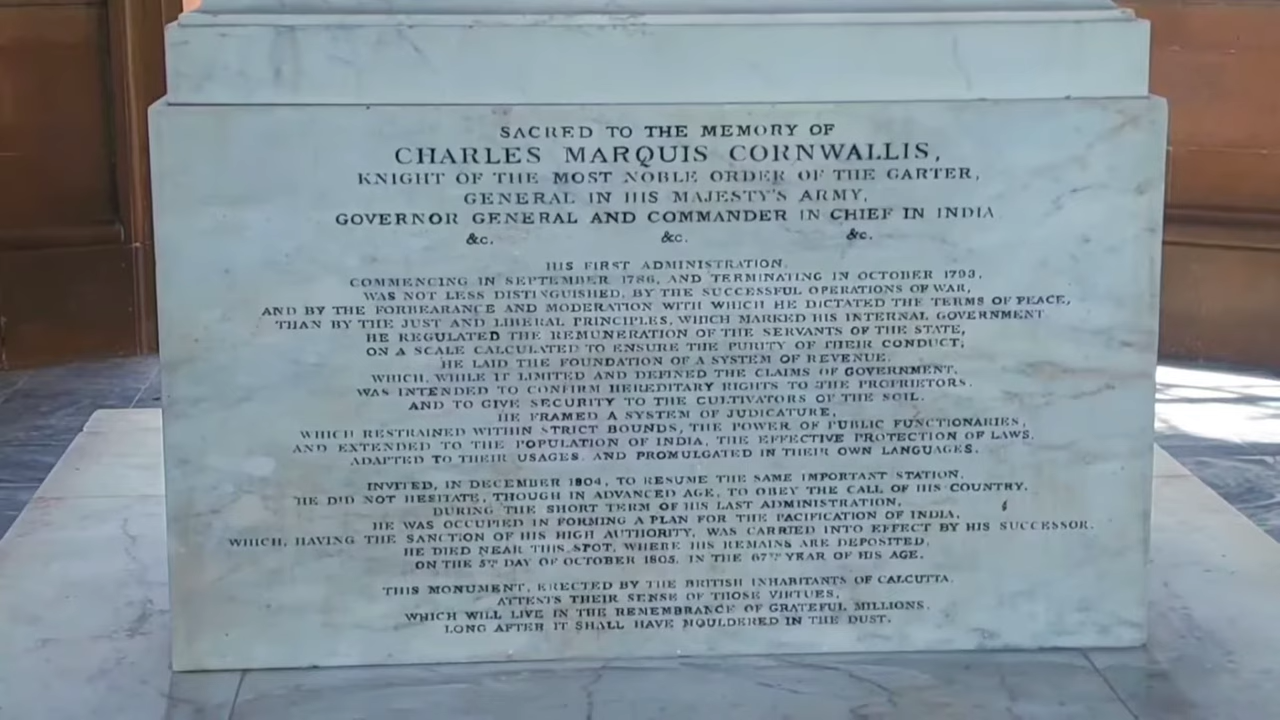 SACRED TO THE MEMORY OF
CHARLES MARQUIS CORNWALLIS,
KNIGHT OF THE MOST NOBLE ORDER OF THE GARTER,
GENERAL IN HIS MAJESTY'S ARMY,
GOVERNOR GENERAL AND COMMANDER IN CHIEF IN INDIA
&c. &c. &c.
HIS FIRST ADMINISTRATION,
COMMENCING IN SEPTEMBER 1786, AND TERMINATING IN OCTOBER 1793,
WAS NOT LESS DISTINGUISHED, BY THE SUCCESSFUL OPERATIONS OF WAR,
AND BY THE FORBEARANCE AND MODERATION WITH WHICH HE DICTATED THE TERMS OF PEACE,
THAN BY THE JUST AND LIBERAL PRINCIPLES, WHICH MARKED HIS INTERNAL GOVERNMENT
HE REGULATED THE REMUNERATION OF THE SERVANTS OF THE STATE,
ON A SCALE CALCULATED TO ENSURE THE PURITY OF THEIR CONDUCT;
HE LAID THE FOUNDATION OF A SYSTEM OF REVENUE,
WHICH, WHILE IT LIMITED AND DEFINED THE CLAIMS OF GOVERNMENT,
WAS INTENDED TO CONFIRM HEREDITARY RIGHTS TO THE PROPRIETORS,
AND TO GIVE SECURITY TO THE CULTIVATORS OF THE SOIL.
HE FRAMED A SYSTEM OF JUDICATURE,
WHICH RESTRAINED WITHIN STRICT BOUNDS, THE POWER OF PUBLIC FUNCTIONARIES,
AND EXTENDED TO THE POPULATION OF INDIA, THE EFFECTIVE PROTECTION OF LAWS,
ADAPTED TO THEIR USAGES, AND PROMULGATED IN THEIR OWN LANGUAGES.
INVITED, IN DECEMBER 1804, TO RESUME THE SAME IMPORTANT STATION,
HE DID NOT HESITATE, THOUGH IN ADVANCED AGE, TO OBEY THE CALL OF HIS COUNTRY,
DURING THE SHORT TERM OF HIS LAST ADMINISTRATION,
HE WAS OCCUPIED IN FORMING A PLAN FOR THE PACIFICATION OF INDIA,
WHICH, HAVING THE SANCTION OF HIS HIGH AUTHORITY, WAS CARRIED INTO EFFECT BY HIS SUCCESSOR.
HE DIED NEAR THIS SPOT, WHERE HIS REMAINS ARE DEPOSITED,
ON THE 5TH DAY OF OCTOBER 1805, IN THE 67TH YEAR OF HIS AGE.
THIS MONUMENT, ERECTED BY THE BRITISH INHABITANTS OF CALCUTTA,
ATTESTS THEIR SENSE OF THOSE VIRTUES,
WHICH WILL LIVE IN THE REMEMBRANCE OF GRATEFUL MILLIONS,
LONG AFTER IT SHALL HAVE MOULDERED IN THE DUST.